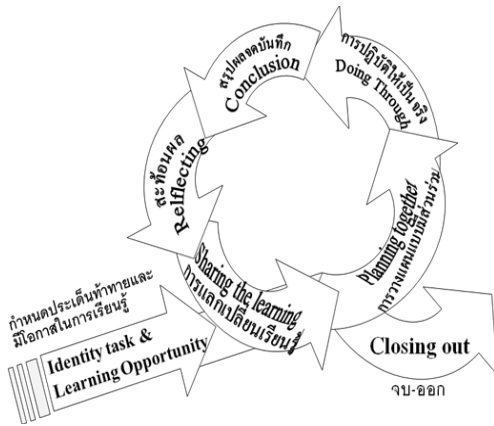 กำหนดประเด็นท้าทายและ
มีโอกาสในการเรียนรู้
Identity task &
Learning Opportunity
Sharing the learning
การแลกเปลี่ยนเรียนรู้
Planning together
การวางแผนแบบมีส่วนร่วม
การปฏิบัติให้เป็นจริง
Doing Through
สรุปผลจดบันทึก
Conclusion
สะท้อนผล
Relflecting
Closing out
จบ-ออก